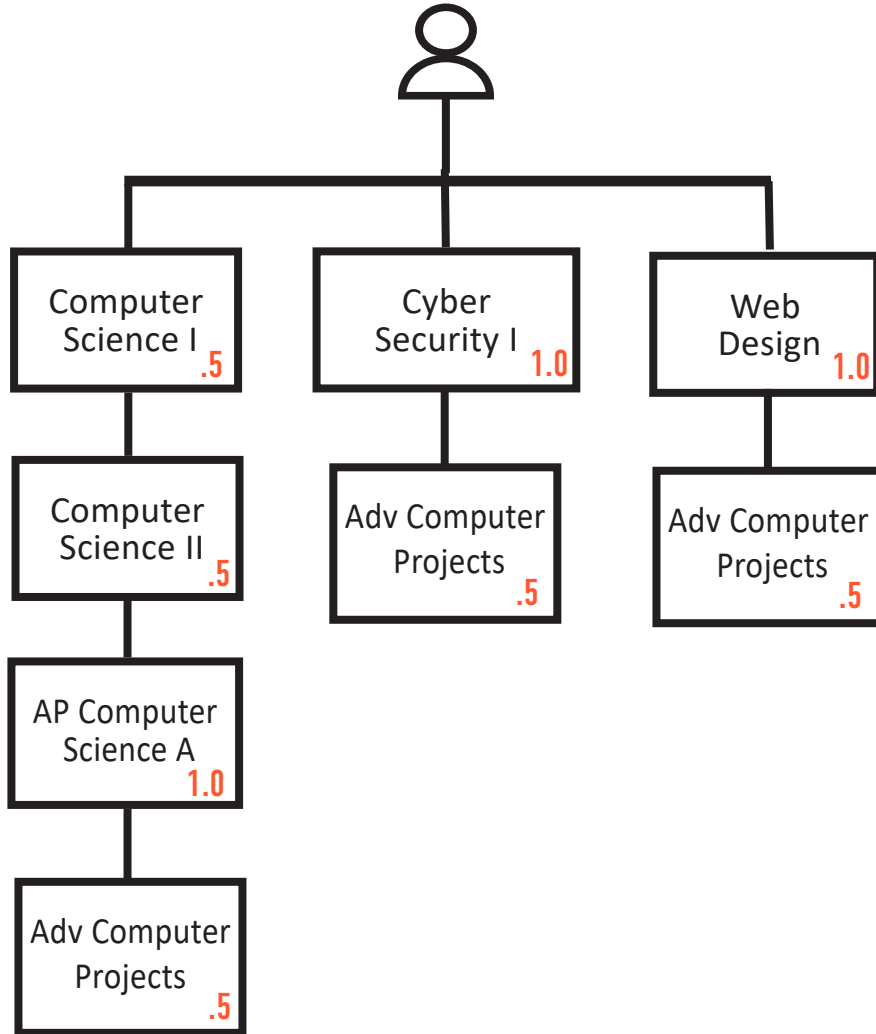 Computer
Science I
.5
Cyber
Security I
1.0
Web
Design
1.0
Computer
Science II
.5
Adv Computer
Projects
.5
Adv Computer
Projects
.5
AP Computer
Science A
1.0
Adv Computer
Projects
.5